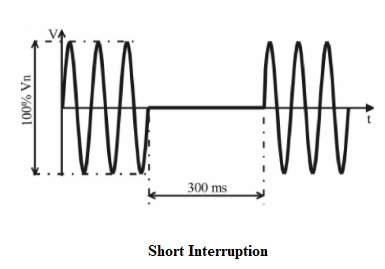 V
100% Vn
t
300 ms
Short Interruption